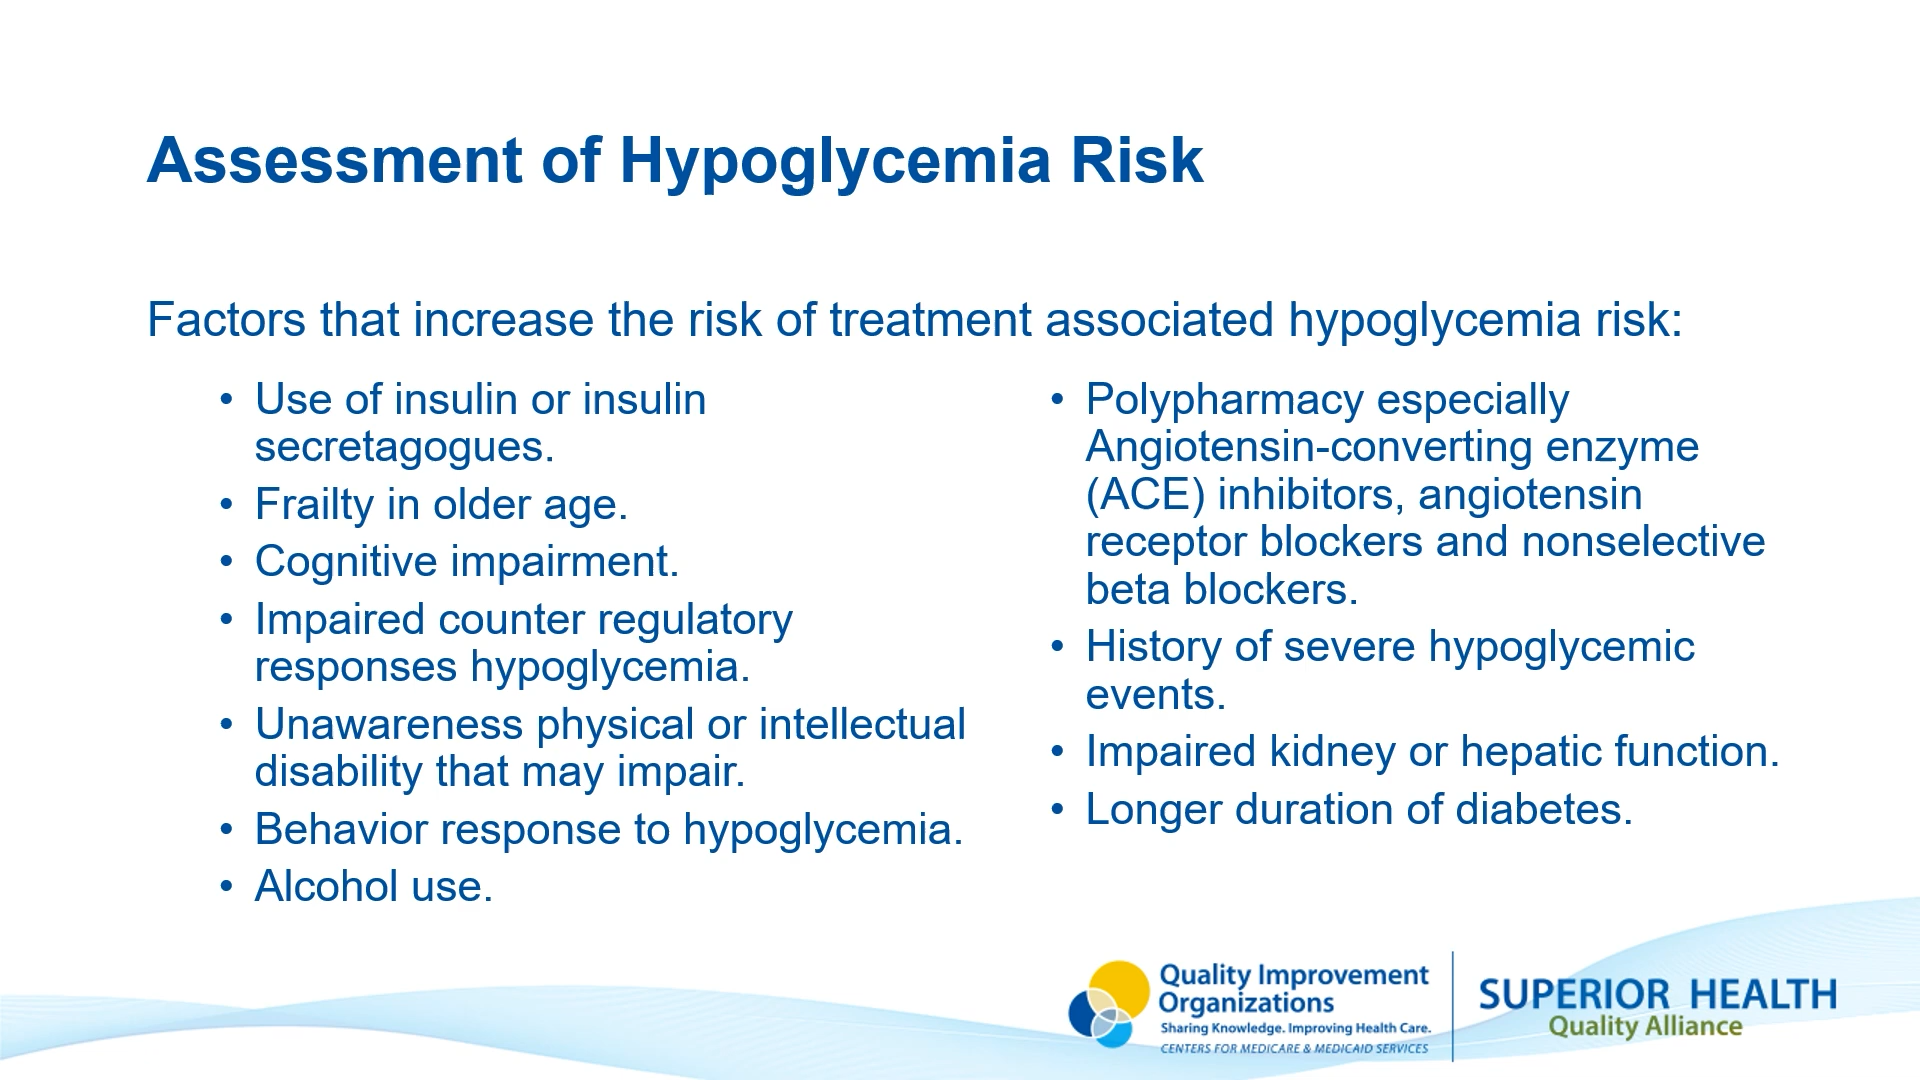 Assessment of Hypoglycemia Risk
Factors that increase the risk of treatment associated hypoglycemia risk:
• Use of insulin or insulin
secretagogues.
• Frailty in older age.
• Cognitive impairment.
• Impaired counter regulatory
responses hypoglycemia.
• Unawareness physical or intellectual
disability that may impair.
• Behavior response to hypoglycemia.
• Alcohol use.
• Polypharmacy especially
Angiotensin-converting enzyme
(ACE) inhibitors, angiotensin
receptor blockers and nonselective
beta blockers.
• History of severe hypoglycemic
events.
• Impaired kidney or hepatic function.
• Longer duration of diabetes.
Quality Improvement
Organizations
Sharing Knowledge. Improving Health Care.
CENTERS FOR MEDICARE & MEDICAID SERVICES
SUPERIOR HEALTH
Quality Alliance